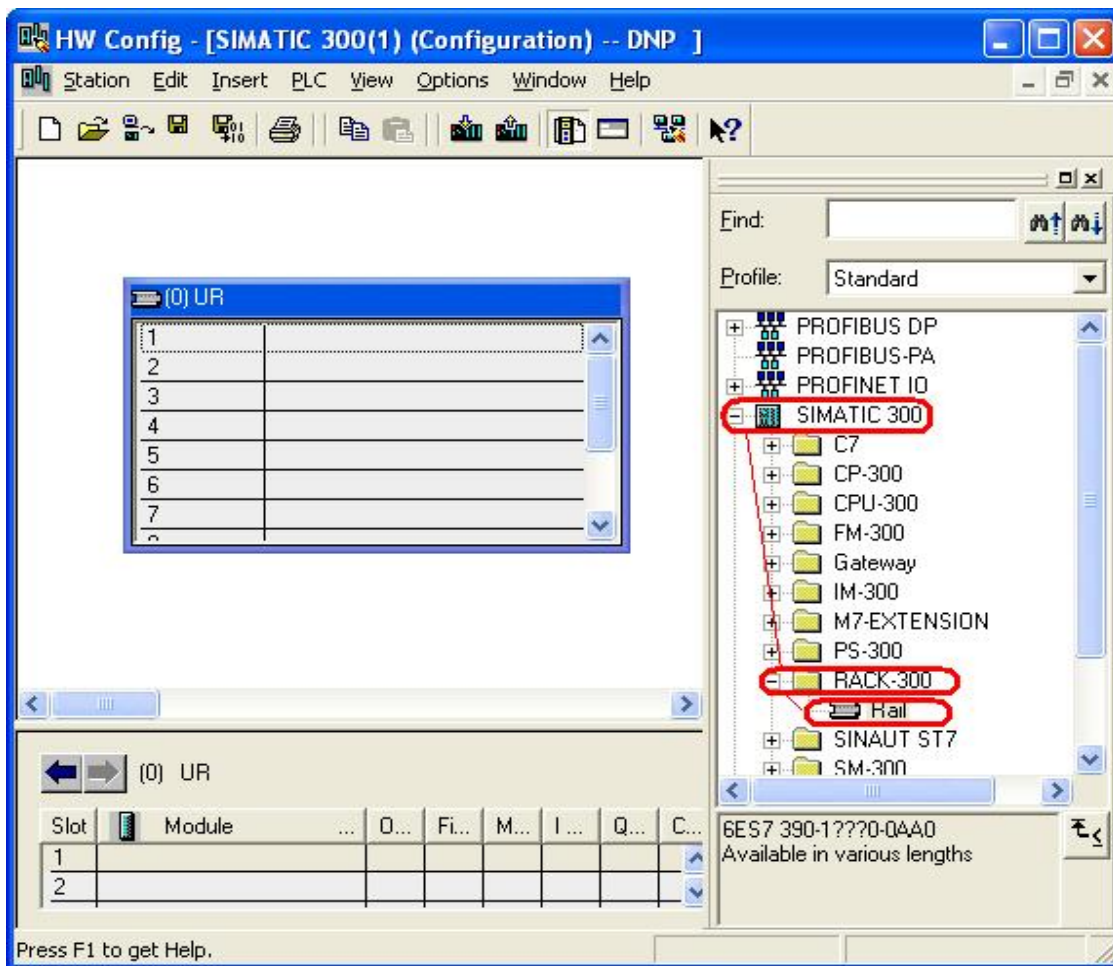 HW Config - [SIMATIC 300(1) (Configuration) -- DNP ]
Station Edit Insert PLC View Options Window Help
Find:
Profile: Standard
(0) UR
1
2
3
4
5
6
7
PROFIBUS DP
PROFIBUS-PA
PROFINET IO
SIMATIC 300
C7
CP-300
CPU-300
FM-300
Gateway
IM-300
M7-EXTENSION
PS-300
RACK-300
Rail
SINAUT ST7
SM-300
(0) UR
Slot Module ... O... Fi... M... I ... Q... C...
1
2
6ES7 390-1???0-0AA0
Available in various lengths
Press F1 to get Help.